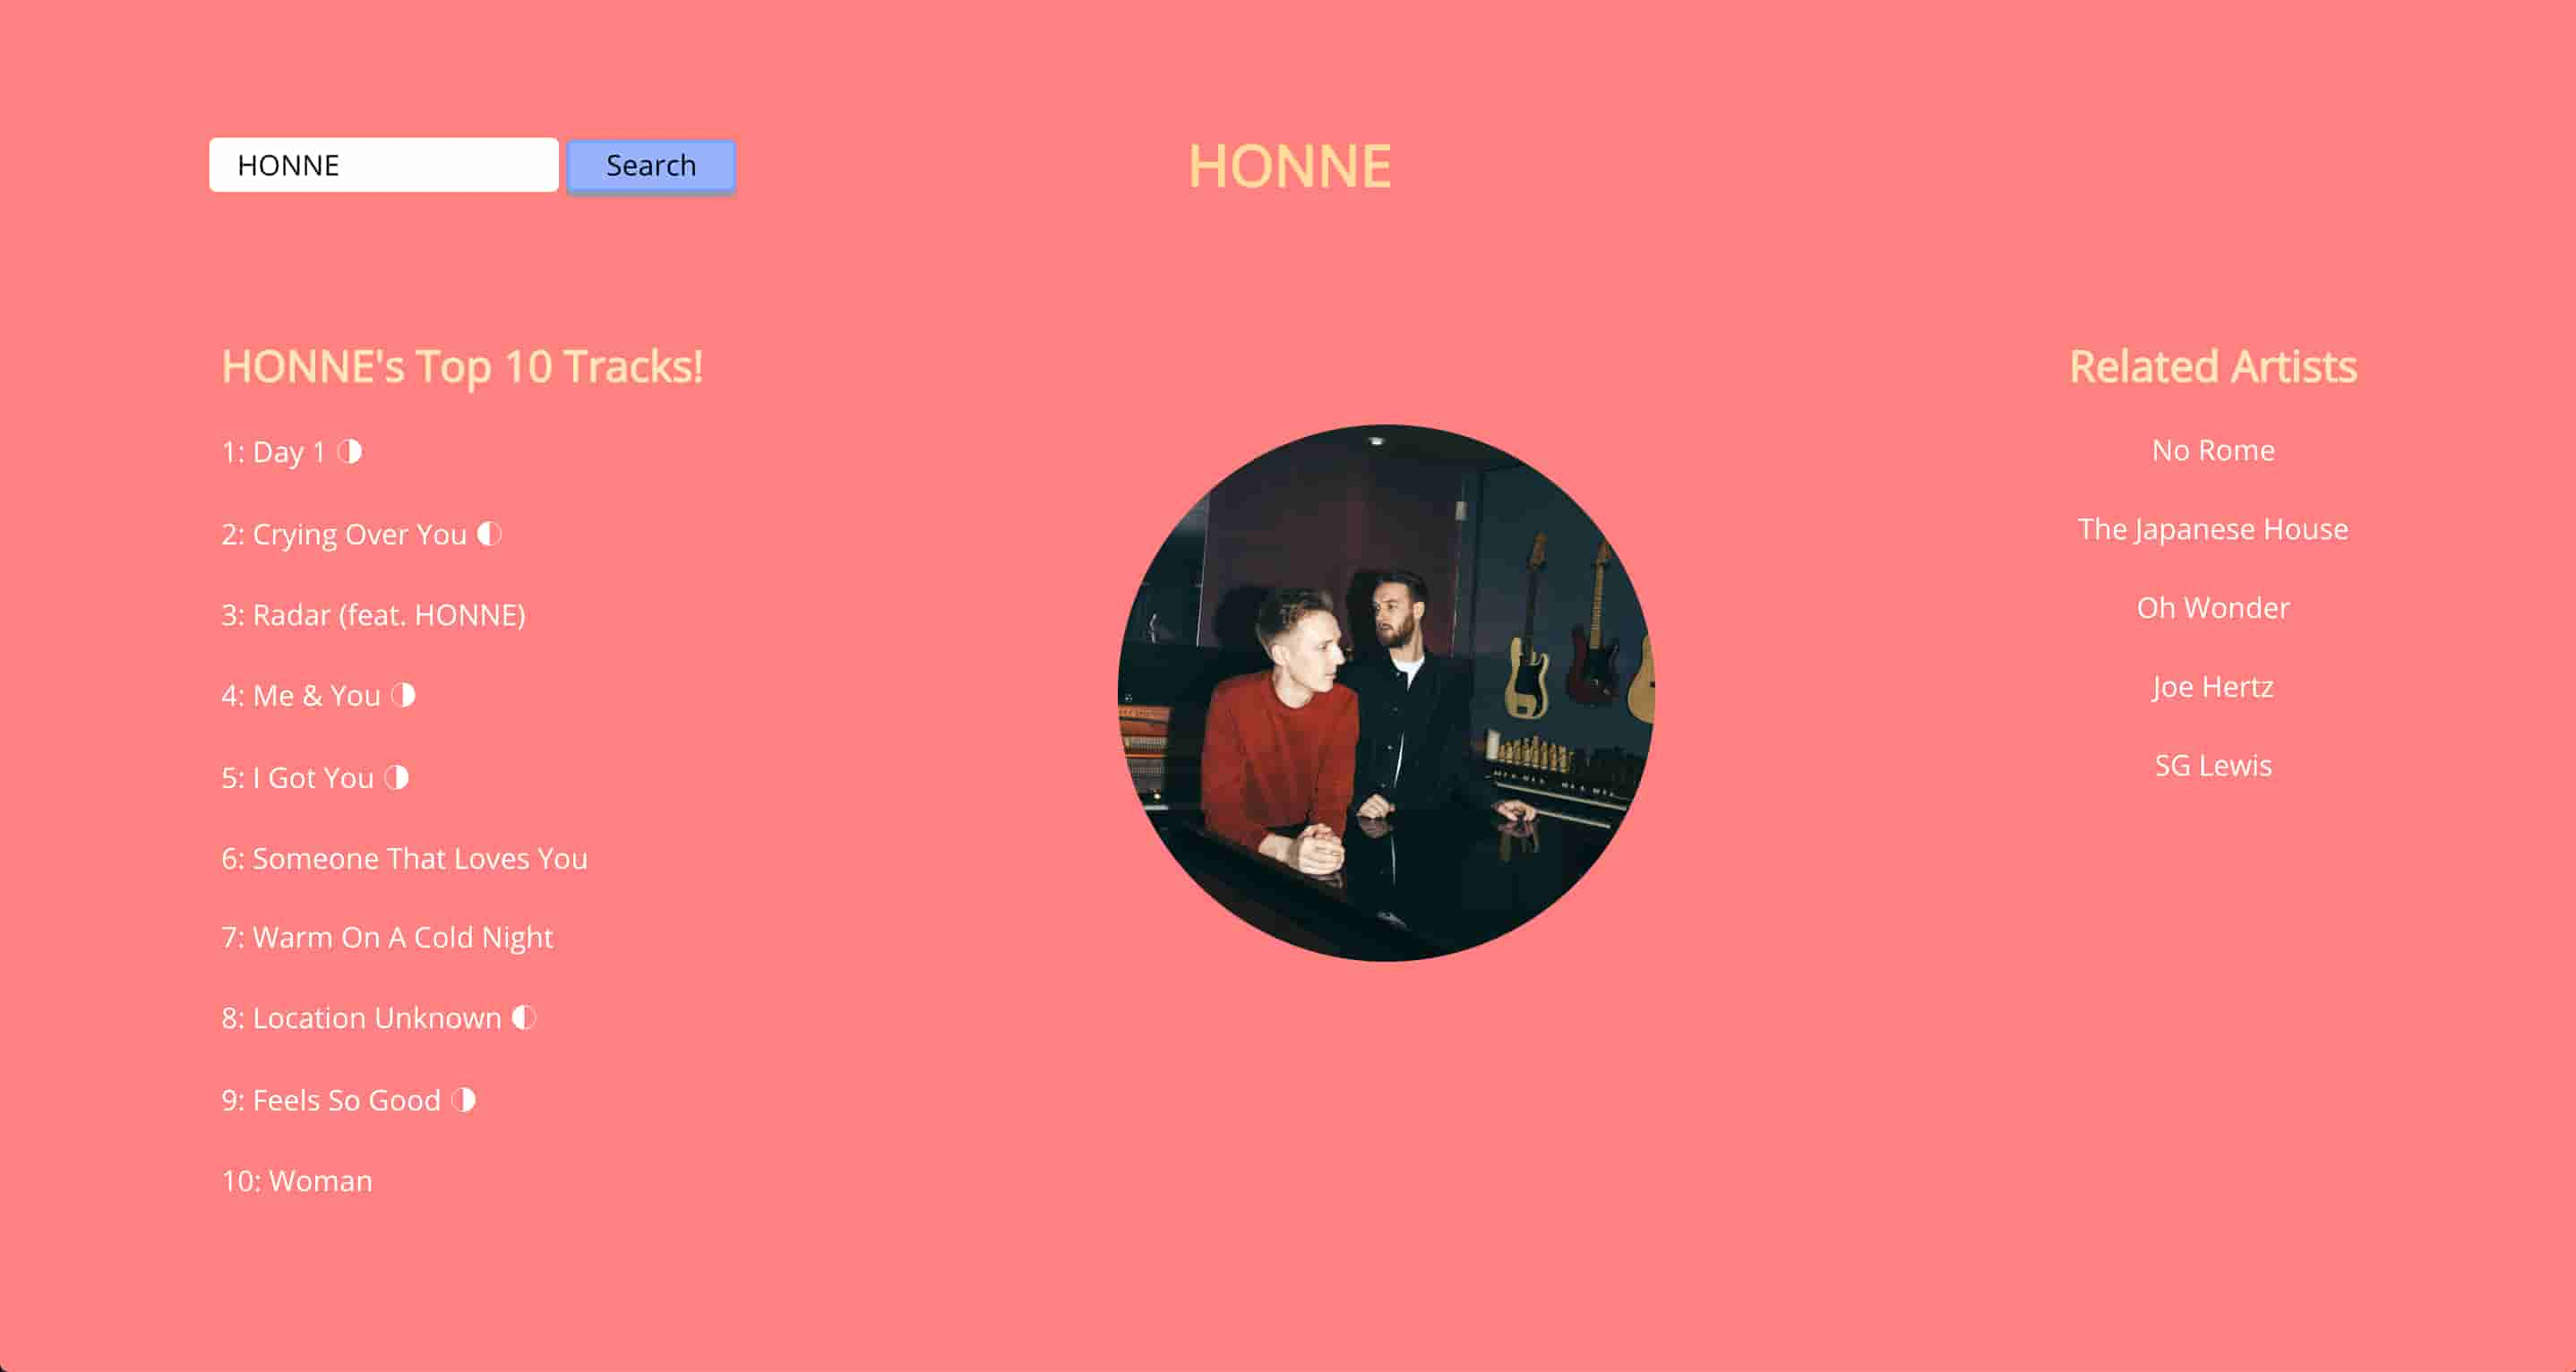 HONNE
Search
HONNE
HONNE's Top 10 Tracks!
1: Day 1 ◑
2: Crying Over You ◐
3: Radar (feat. HONNE)
4: Me & You ◑
5: I Got You ◑
6: Someone That Loves You
7: Warm On A Cold Night
8: Location Unknown ◐
9: Feels So Good ◑
10: Woman
Related Artists
No Rome
The Japanese House
Oh Wonder
Joe Hertz
SG Lewis